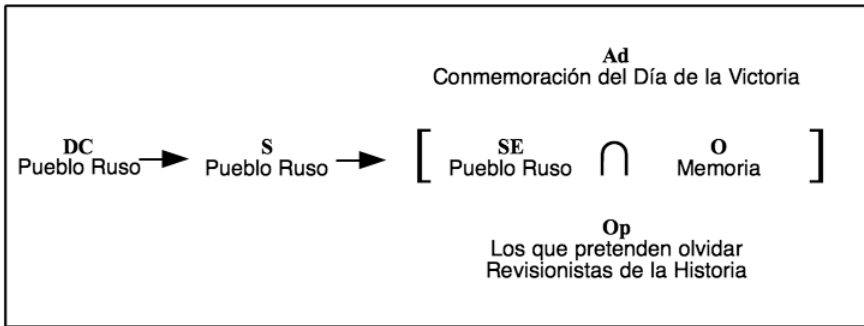 Ad
Conmemoración del Día de la Victoria
DC S [ SE ∩ O ]
Pueblo Ruso Pueblo Ruso Pueblo Ruso Memoria
Op
Los que pretenden olvidar
Revisionistas de la Historia